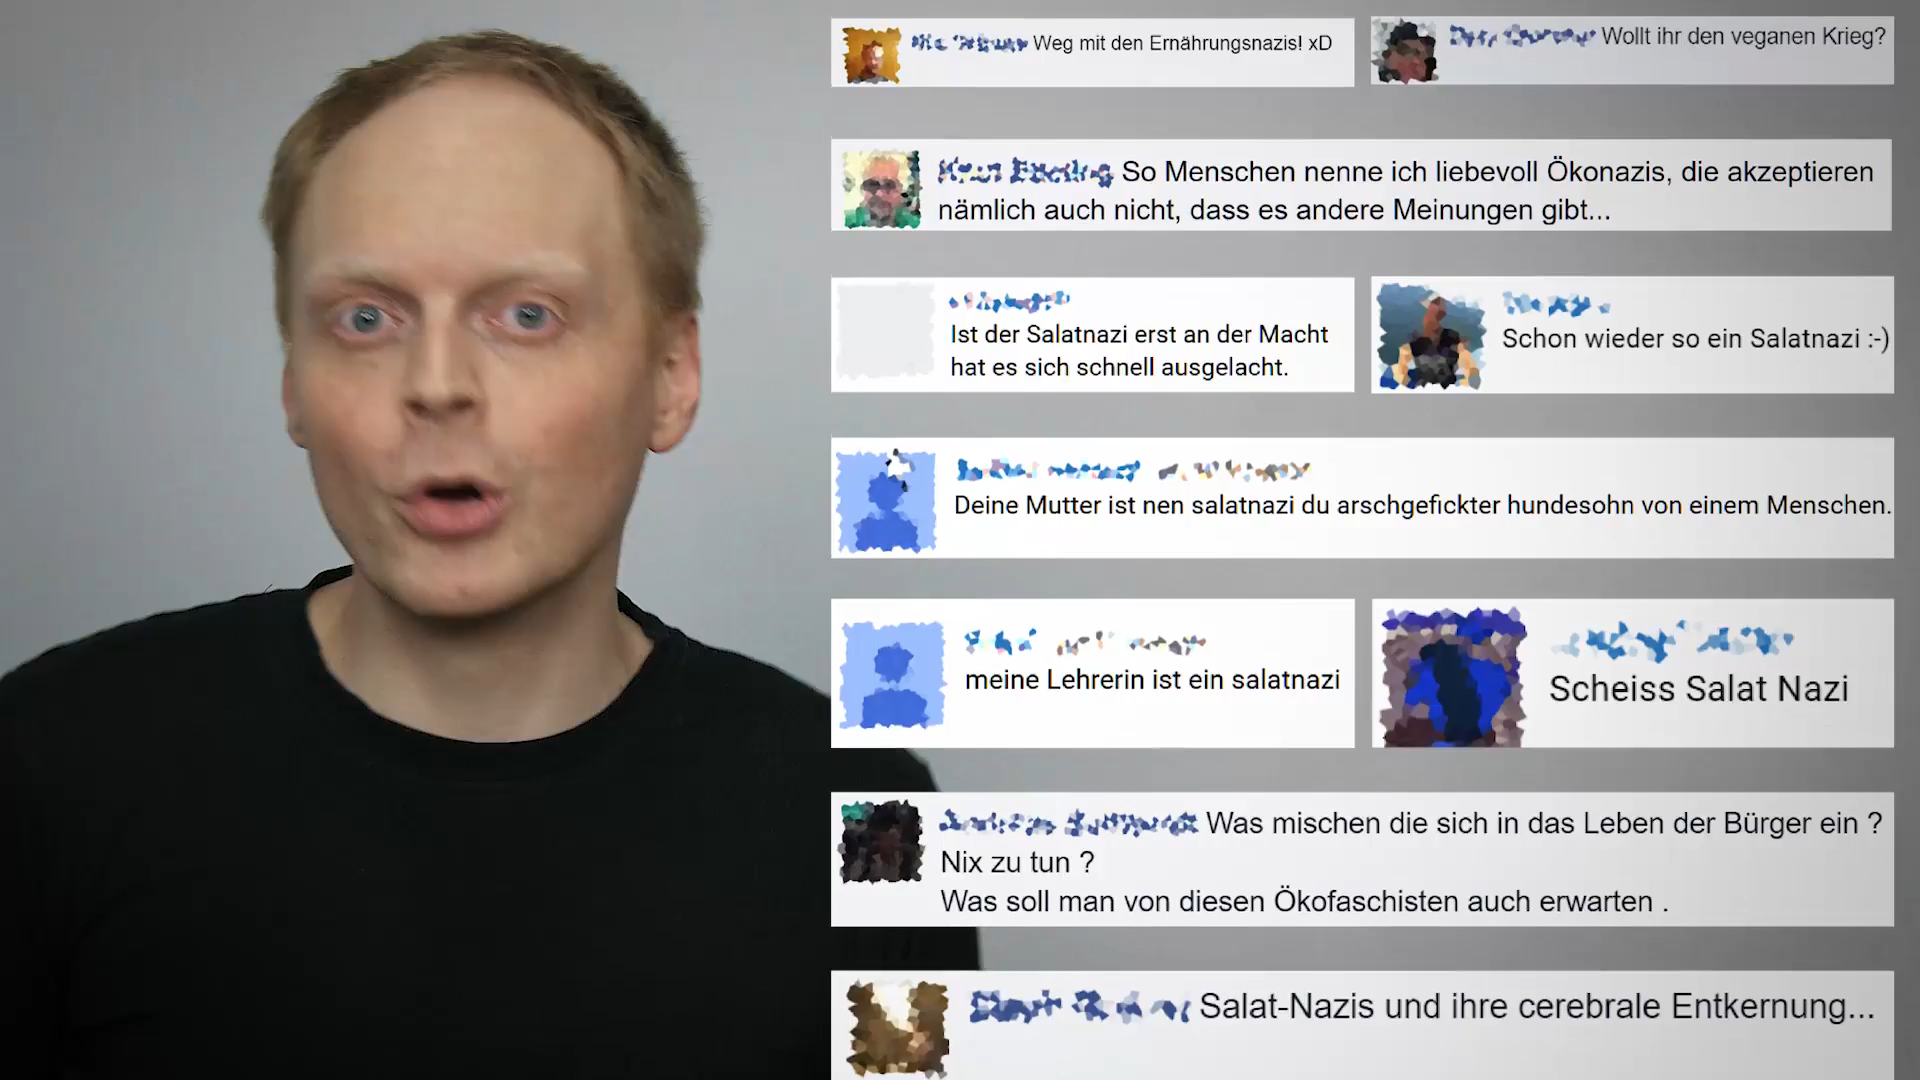 Weg mit den Ernährungsnazis! xD
Wollt ihr den veganen Krieg?
So Menschen nenne ich liebevoll Ökonazis, die akzeptieren
nämlich auch nicht, dass es andere Meinungen gibt...
Ist der Salatnazi erst an der Macht
hat es sich schnell ausgelacht.
Schon wieder so ein Salatnazi :-)
Deine Mutter ist nen salatnazi du arschgefickter hundesohn von einem Menschen.
meine Lehrerin ist ein salatnazi
Scheiss Salat Nazi
Was mischen die sich in das Leben der Bürger ein ?
Nix zu tun ?
Was soll man von diesen Ökofaschisten auch erwarten .
Salat-Nazis und ihre cerebrale Entkernung...